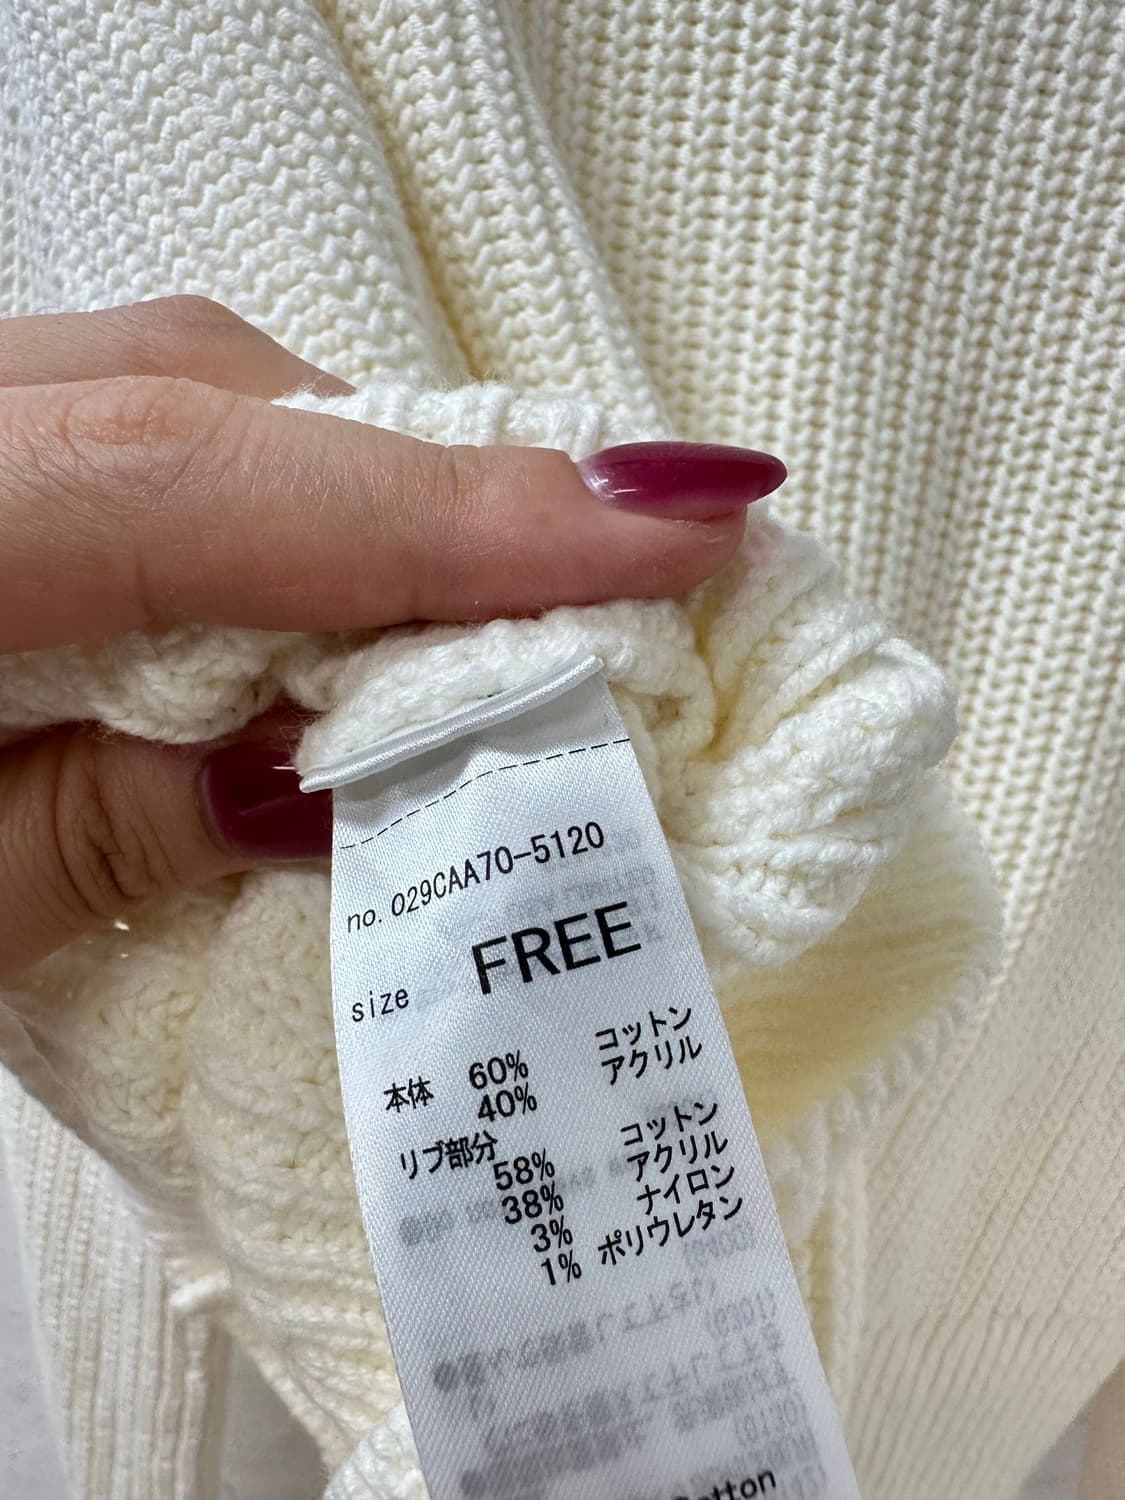 no. 029CAA70-5120
size FREE
本体 60% コットン
40% アクリル
リブ部分
58% コットン
38% アクリル
3% ナイロン
1% ポリウレタン